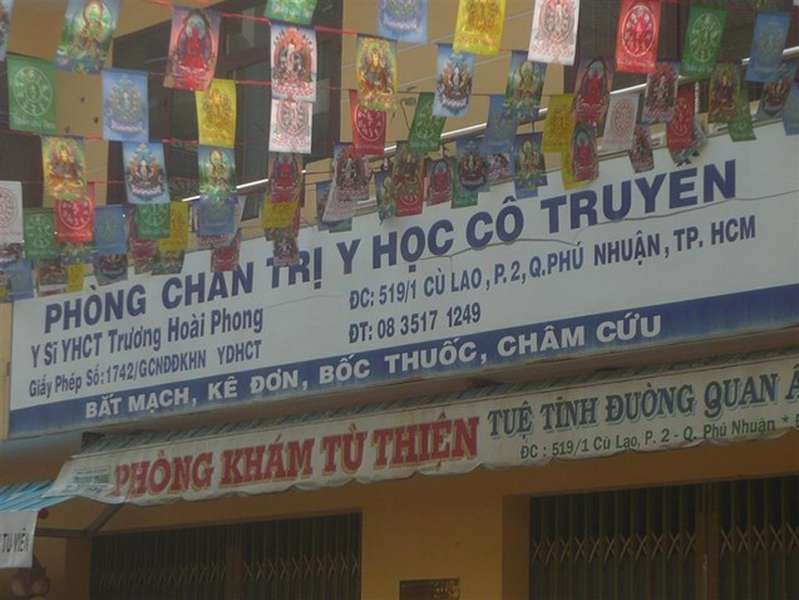 PHÒNG CHẨN TRỊ Y HỌC CỔ TRUYỀN
Y Sĩ YHCT Trương Hoài Phong
Giấy Phép Số:1742/GCNĐĐKHN YDHCT
ĐC: 519/1 CÙ LAO, P. 2, Q.PHÚ NHUẬN, TP. HCM
ĐT: 08 3517 1249
BẮT MẠCH, KÊ ĐƠN, BỐC THUỐC, CHÂM CỨU
PHÒNG KHÁM TỪ THIỆN
TUỆ TĨNH ĐƯỜNG QUAN
ĐC : 519/1 Cù Lao, P. 2 - Q. Phú Nhuận *
TU VIỆN